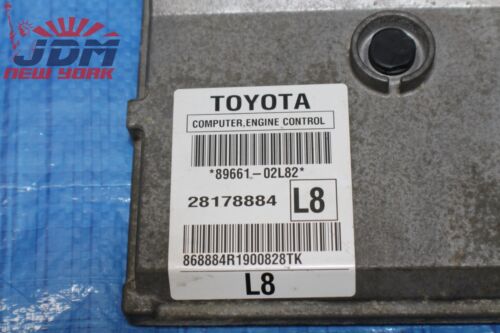 JDM
NEW YORK
TOYOTA
COMPUTER,ENGINE CONTROL
*89661-02L82*
28178884 L8
868884R1900828TK
L8